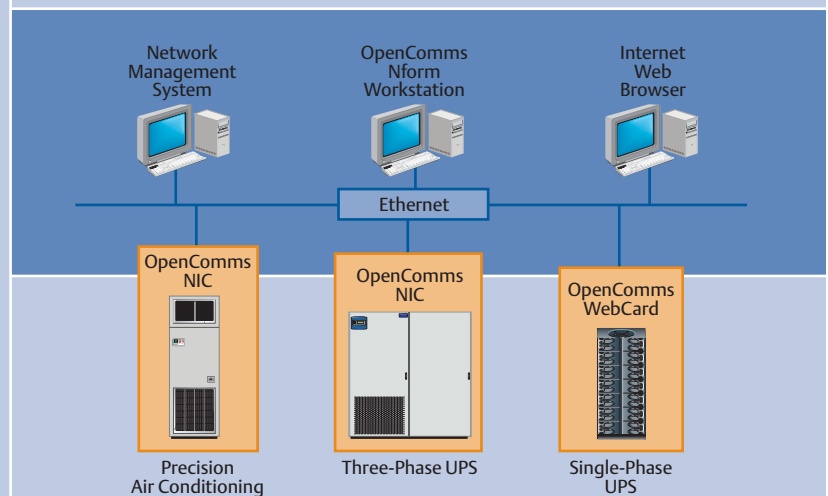 Network
Management
System
OpenComms
Nform
Workstation
Internet
Web
Browser
Ethernet
OpenComms
NIC
OpenComms
NIC
OpenComms
WebCard
Precision
Air Conditioning
Three-Phase UPS
Single-Phase
UPS